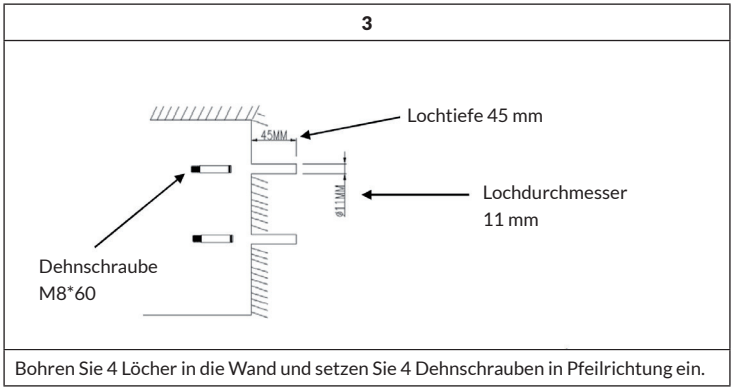 3
Lochtiefe 45 mm
45MM
ø11MM
Lochdurchmesser
11 mm
Dehnschraube
M8*60
Bohren Sie 4 Löcher in die Wand und setzen Sie 4 Dehnschrauben in Pfeilrichtung ein.